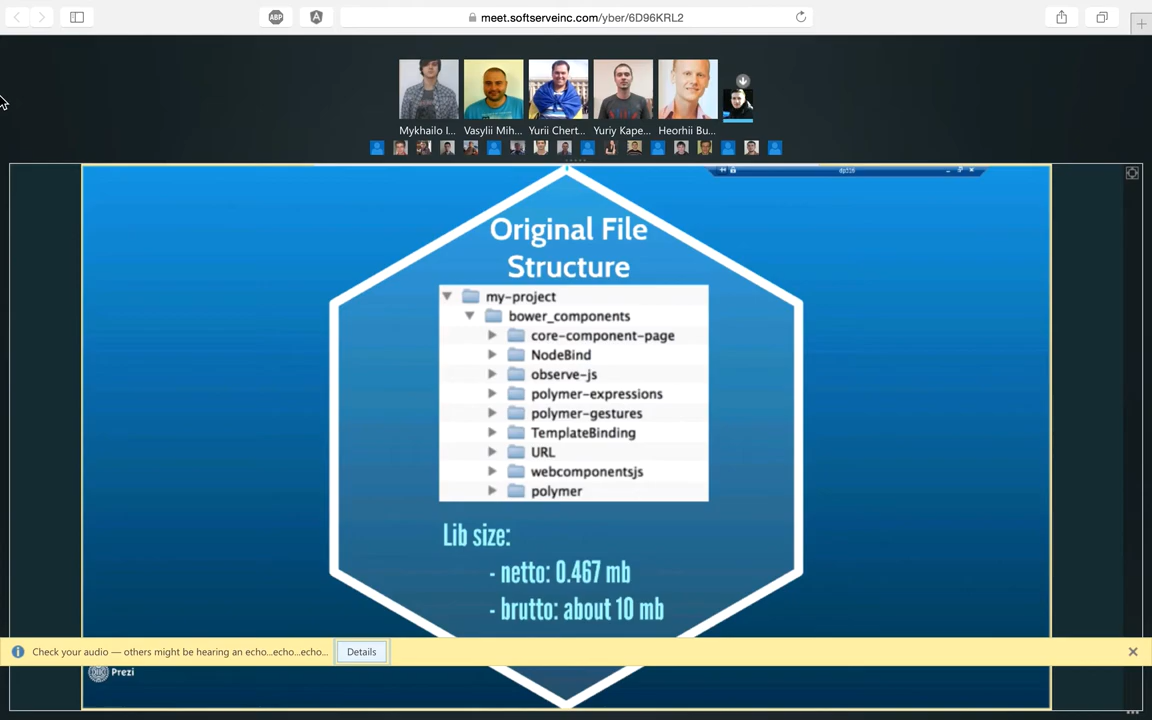 ABP
meet.softserveinc.com/yber/6D96KRL2
Mykhailo I...
Vasylii Mih...
Yurii Chert...
Yuriy Kape...
Heorhii Bu...
dp316
Original File
Structure
my-project
bower_components
core-component-page
NodeBind
observe-js
polymer-expressions
polymer-gestures
TemplateBinding
URL
webcomponentsjs
polymer
Lib size:
- netto: 0.467 mb
- brutto: about 10 mb
Check your audio — others might be hearing an echo...echo...echo...
Details
Prezi